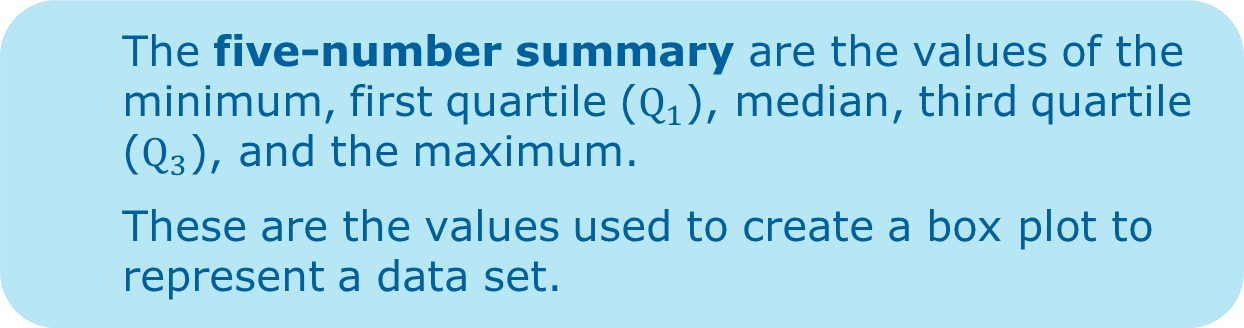 The five-number summary are the values of the
minimum, first quartile (Q₁), median, third quartile
(Q₃), and the maximum.
These are the values used to create a box plot to
represent a data set.